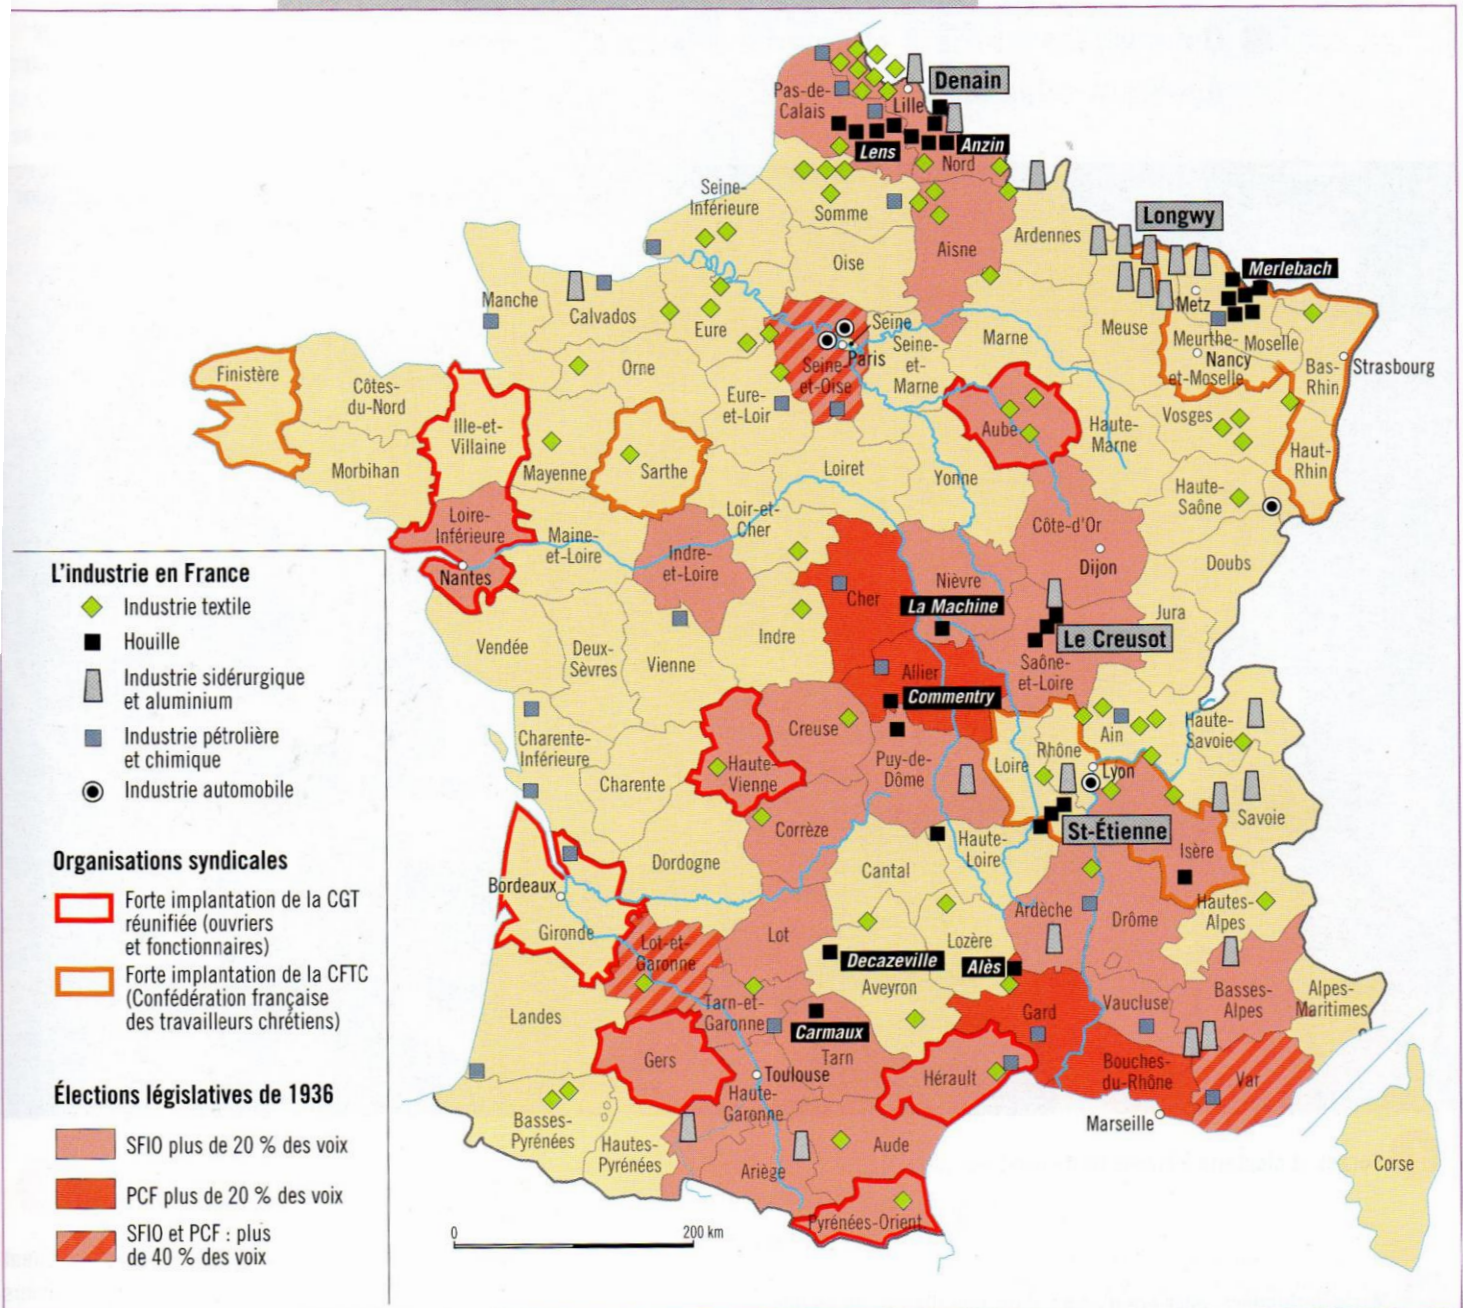 Denain
Pas-de-
Calais
Lille
Lens
Anzin
Nord
Seine-
Inférieure
Somme
Longwy
Ardennes
Aisne
Oise
Merlebach
Manche
Calvados
Metz
Eure
Seine
Paris
Seine-
et-Oise
Seine-
et-
Marne
Marne
Meuse
Meurthe-
et-Moselle
Moselle
Nancy
Bas-
Rhin
Strasbourg
Finistère
Côtes-
du-Nord
Orne
Eure-
et-Loir
Ille-et-
Villaine
Aube
Haute-
Marne
Vosges
Morbihan
Mayenne
Sarthe
Loiret
Yonne
Haut-
Rhin
Haute-
Saône
Loire-
Inférieure
Loir-et-
Cher
Côte-d'Or
Maine-
et-Loire
Indre-
et-Loire
Nantes
Nièvre
Dijon
Doubs
Cher
La Machine
Jura
Le Creusot
Vendée
Deux-
Sèvres
Vienne
Indre
Allier
Saône-
et-Loire
Commentry
Charente-
Inférieure
Creuse
Haute-
Vienne
Charente
Puy-de-
Dôme
Loire
Rhône
Ain
Haute-
Savoie
Lyon
Savoie
Corrèze
St-Étienne
Isère
Dordogne
Cantal
Haute-
Loire
Bordeaux
Gironde
Ardèche
Drôme
Hautes-
Alpes
Lot-et-
Garonne
Lot
Lozère
Decazeville
Alès
Aveyron
Landes
Tarn-et-
Garonne
Gard
Vaucluse
Basses-
Alpes
Alpes-
Maritimes
Carmaux
Tarn
Gers
Toulouse
Haute-
Garonne
Hérault
Bouches-
du-Rhône
Var
Marseille
Basses-
Pyrénées
Hautes-
Pyrénées
Aude
Ariège
Pyrénées-Orient
Corse
L'industrie en France
Industrie textile
Houille
Industrie sidérurgique
et aluminium
Industrie pétrolière
et chimique
Industrie automobile
Organisations syndicales
Forte implantation de la CGT
réunifiée (ouvriers
et fonctionnaires)
Forte implantation de la CFTC
(Confédération française
des travailleurs chrétiens)
Élections législatives de 1936
SFIO plus de 20 % des voix
PCF plus de 20 % des voix
SFIO et PCF : plus
de 40 % des voix
0
200 km